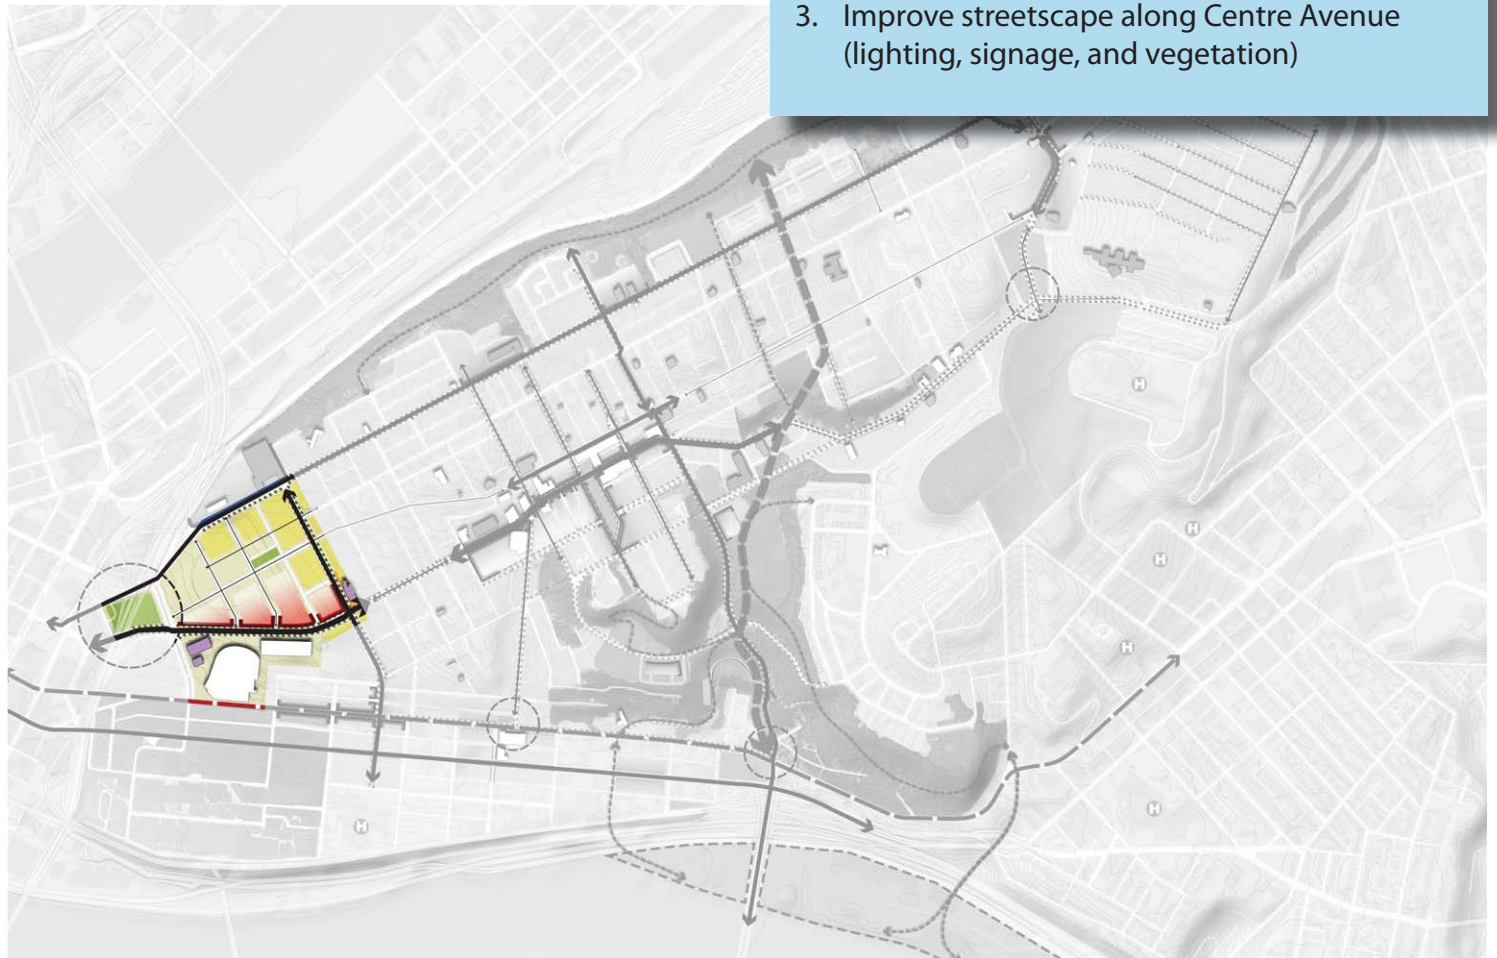 3. Improve streetscape along Centre Avenue
(lighting, signage, and vegetation)
H
H
H
H
H
H